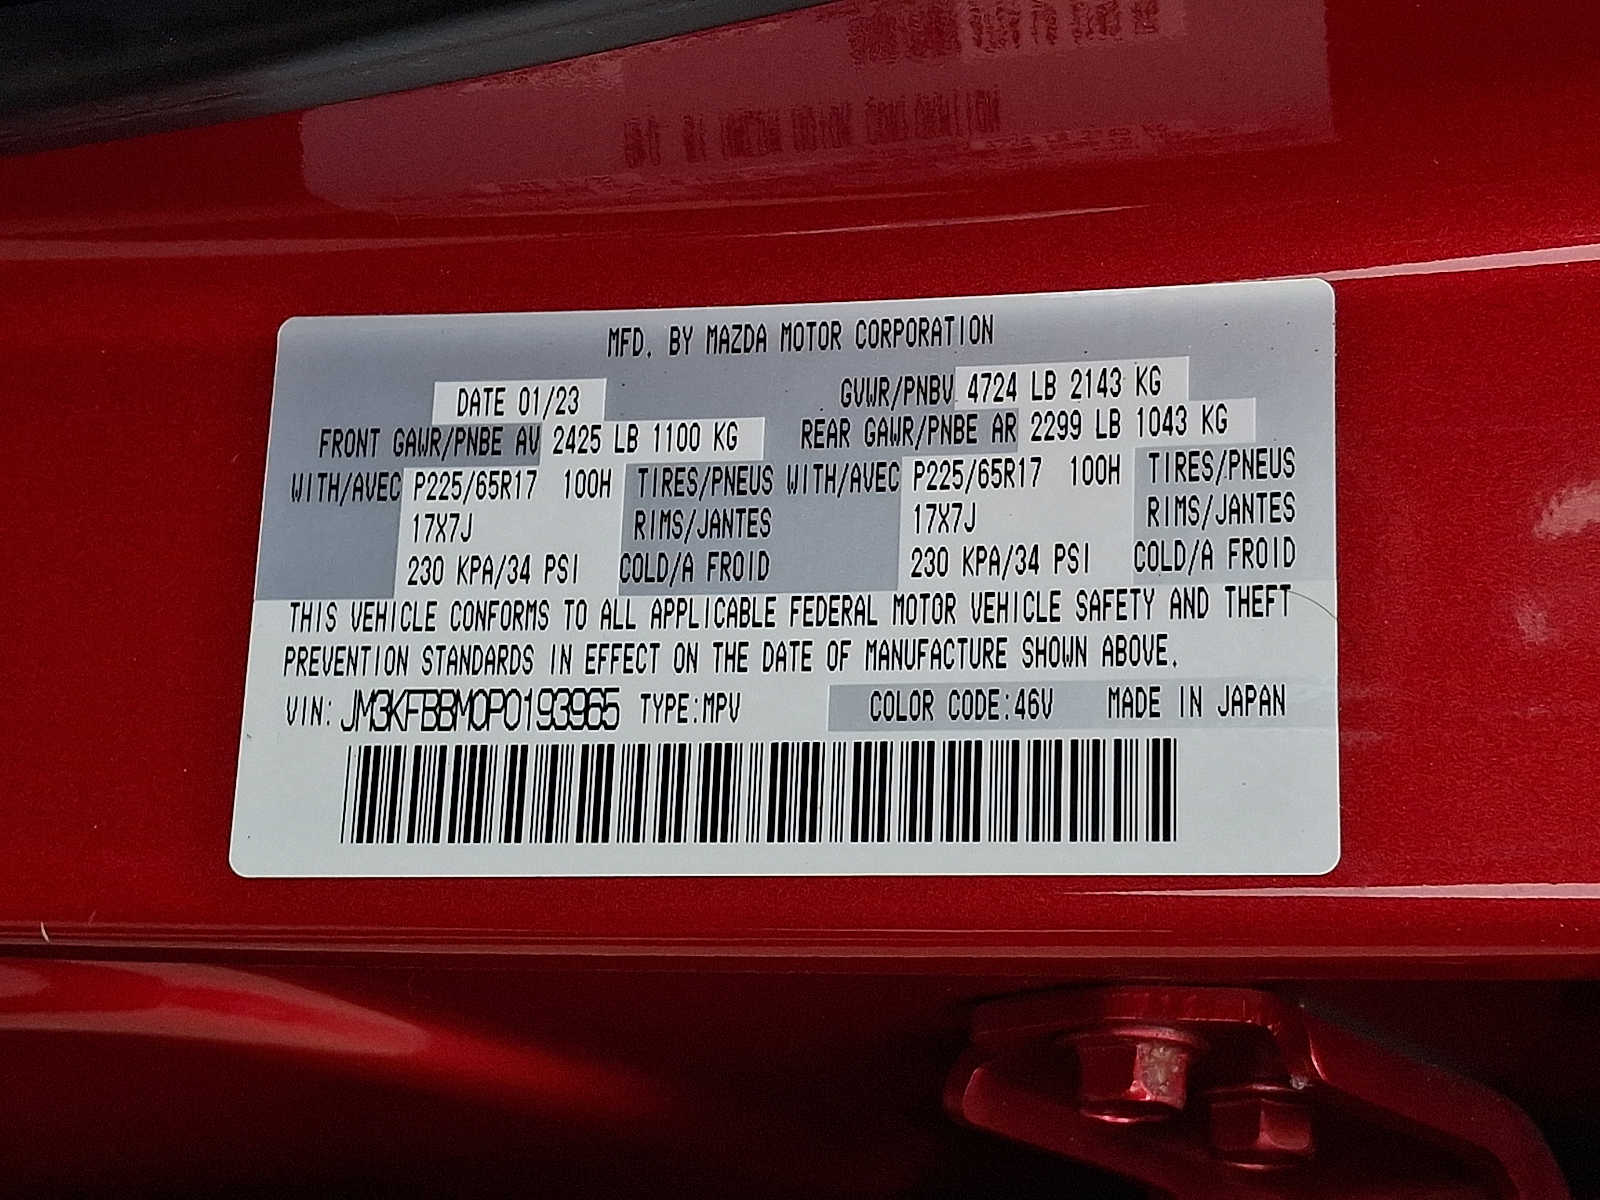 MFD. BY MAZDA MOTOR CORPORATION
DATE 01/23 GVWR/PNBV 4724 LB 2143 KG
FRONT GAWR/PNBE AV 2425 LB 1100 KG REAR GAWR/PNBE AR 2299 LB 1043 KG
WITH/AVEC P225/65R17 100H TIRES/PNEUS WITH/AVEC P225/65R17 100H TIRES/PNEUS
17X7J RIMS/JANTES 17X7J RIMS/JANTES
230 KPA/34 PSI COLD/A FROID 230 KPA/34 PSI COLD/A FROID
THIS VEHICLE CONFORMS TO ALL APPLICABLE FEDERAL MOTOR VEHICLE SAFETY AND THEFT
PREVENTION STANDARDS IN EFFECT ON THE DATE OF MANUFACTURE SHOWN ABOVE.
VIN: JM3KFBBM0P0193965 TYPE:MPV COLOR CODE:46V MADE IN JAPAN